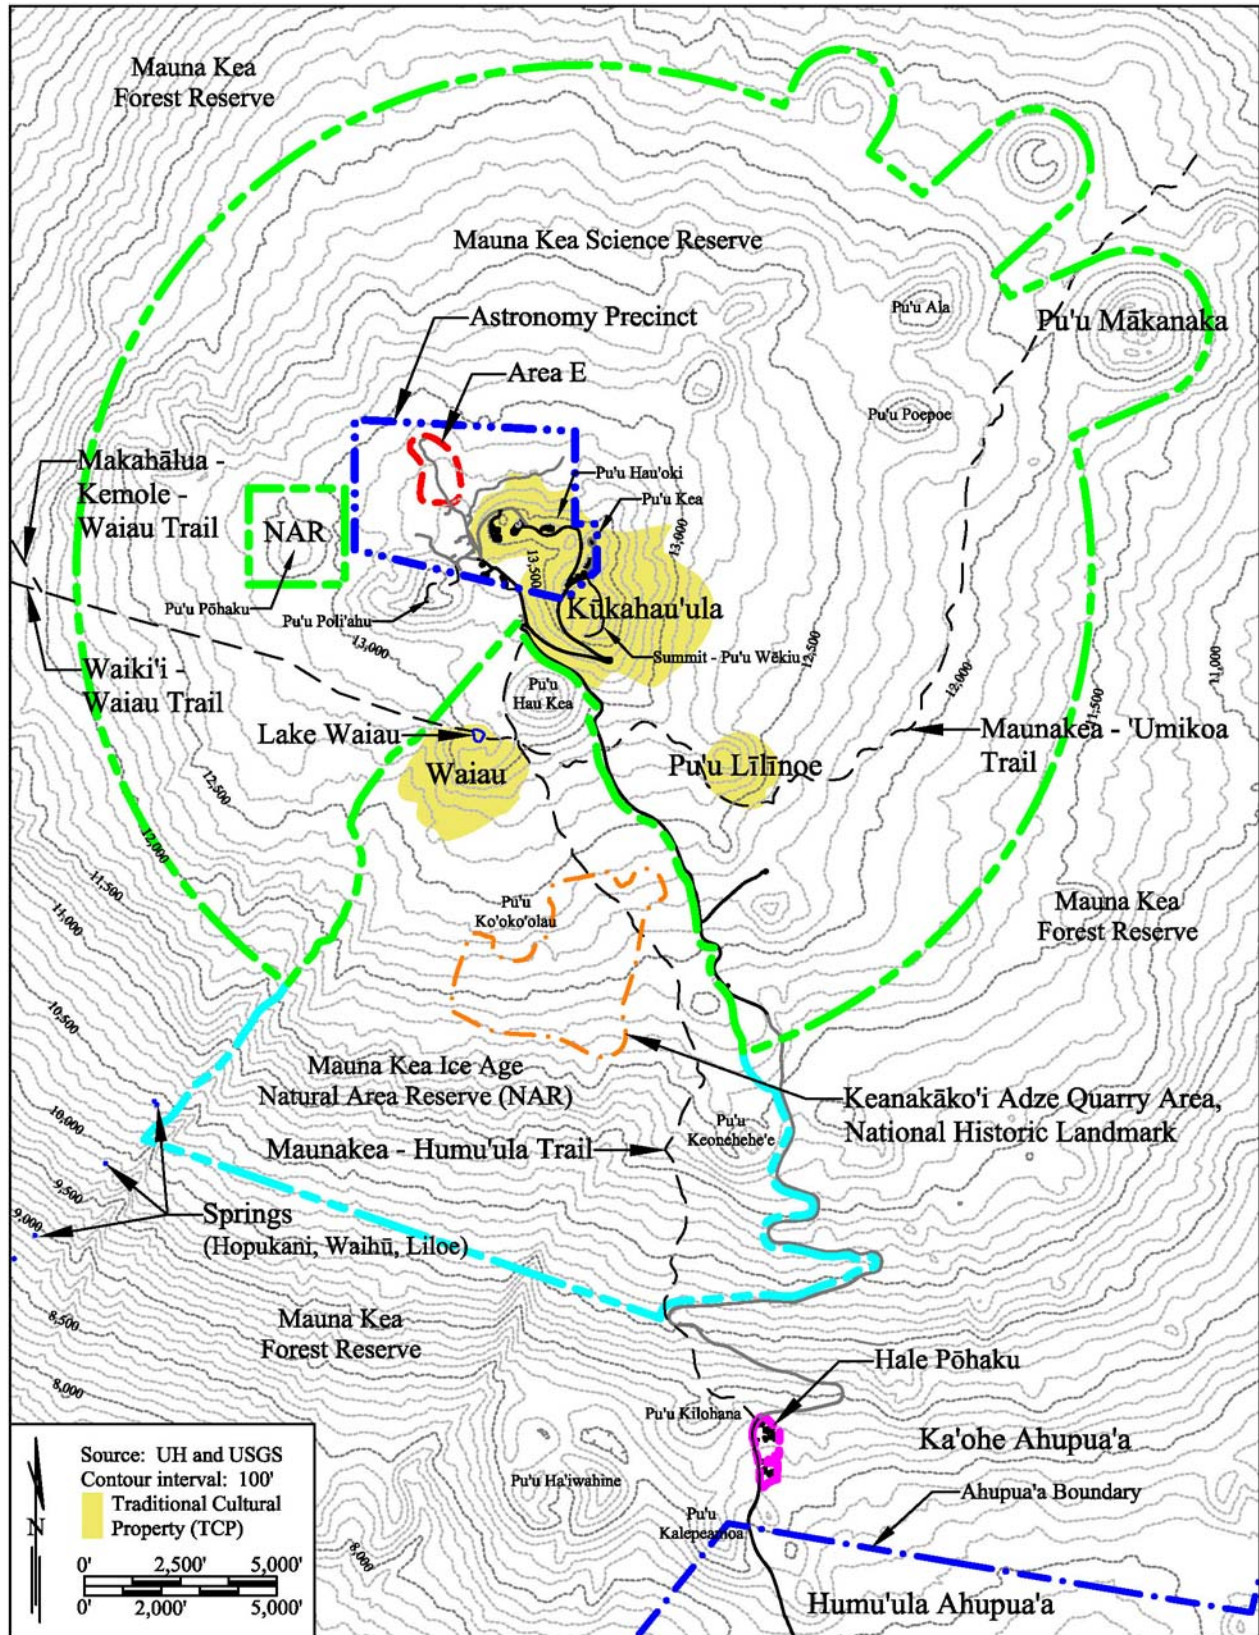 Mauna Kea
Forest Reserve
Mauna Kea Science Reserve
Astronomy Precinct
Area E
Pu'u Ala
Pu'u Mākanaka
Pu'u Poepoe
Makahālua -
Kemole -
Waiau Trail
NAR
Pu'u Hau'oki
Pu'u Kea
13,000
13,500
Kūkahau'ula
Pu'u Pōhaku
Pu'u Poli'ahu
13,000
Summit - Pu'u Wēkiu
12,500
12,000
11,500
11,000
Waiki'i -
Waiau Trail
Pu'u
Hau Kea
Lake Waiau
Waiau
Pu'u Līlīnoe
Maunakea - 'Umikoa
Trail
12,500
12,000
11,500
11,000
Pu'u
Ko'oko'olau
Mauna Kea
Forest Reserve
10,500
Mauna Kea Ice Age
Natural Area Reserve (NAR)
10,000
Pu'u
Keonehehe'e
Keanakāko'i Adze Quarry Area,
National Historic Landmark
Maunakea - Humu'ula Trail
9,500
9,000
Springs
(Hopukani, Waihū, Liloe)
8,500
Mauna Kea
Forest Reserve
8,000
Hale Pōhaku
Pu'u Kilohana
Ka'ohe Ahupua'a
Pu'u Ha'iwahine
Ahupua'a Boundary
Pu'u
Kalepeamoa
8,000
Humu'ula Ahupua'a
N
Source: UH and USGS
Contour interval: 100'
Traditional Cultural
Property (TCP)
0' 2,500' 5,000'
0' 2,000' 5,000'